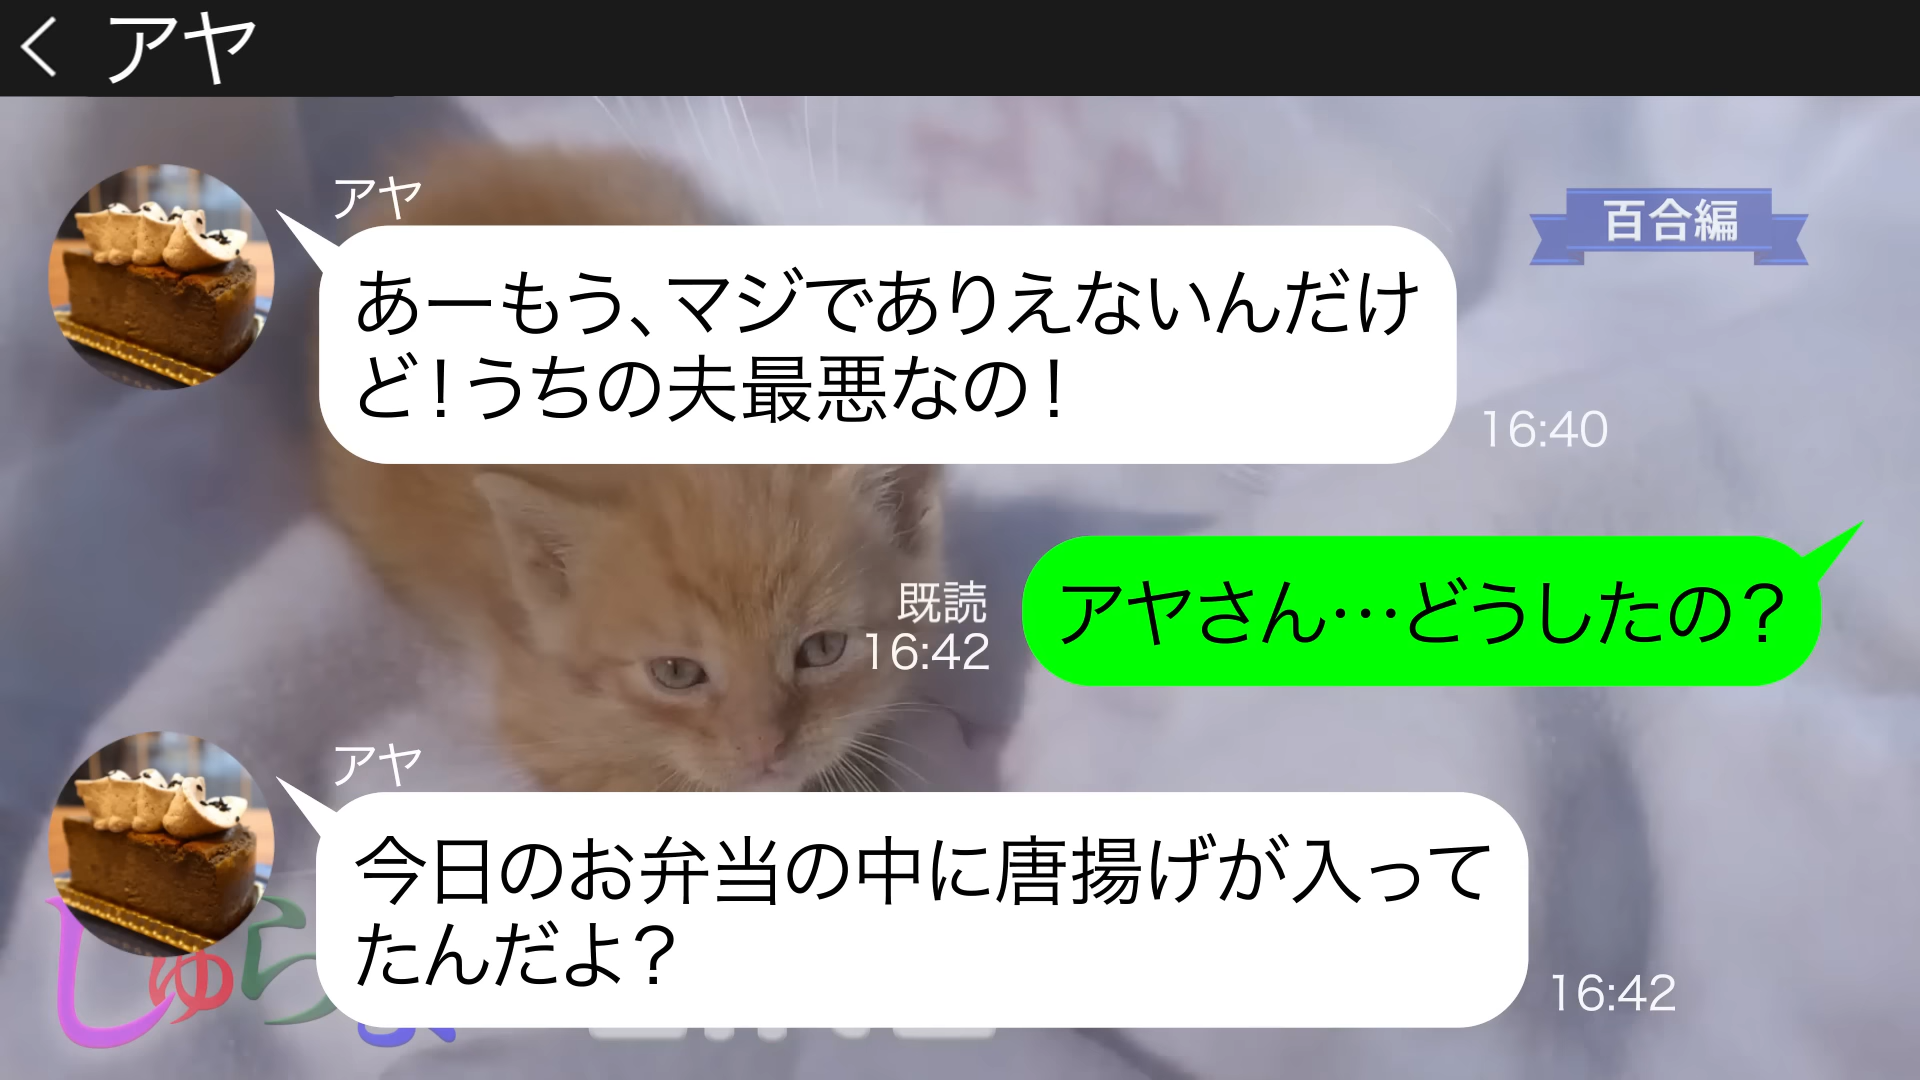 アヤ
アヤ
百合編
あーもう、マジでありえないんだけ
ど！うちの夫最悪なの！
16:40
アヤさん…どうしたの？
既読
16:42
アヤ
今日のお弁当の中に唐揚げが入って
たんだよ？
16:42
しゅら